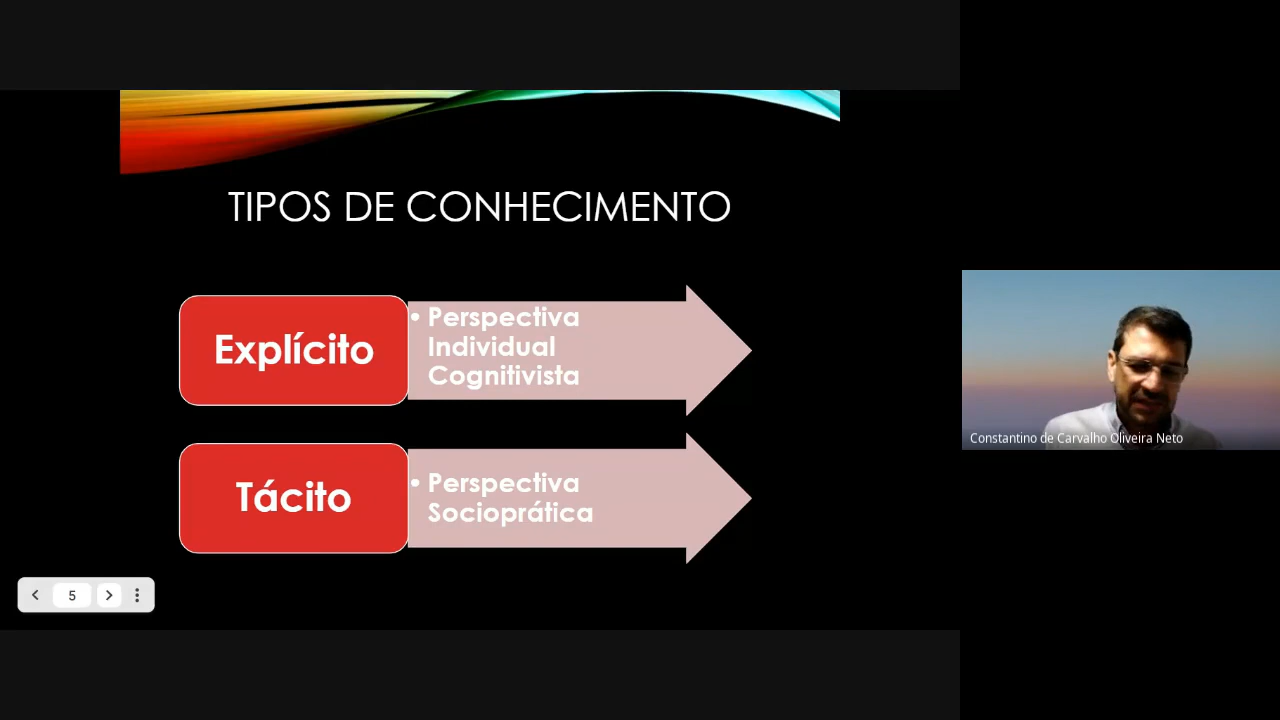 TIPOS DE CONHECIMENTO
Explícito
• Perspectiva
Individual
Cognitivista
Tácito
• Perspectiva
Socioprática
5
Constantino de Carvalho Oliveira Neto